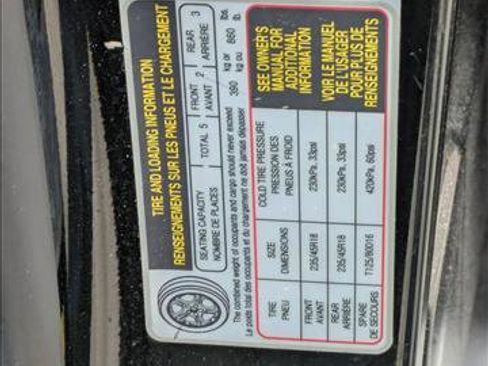 TIRE AND LOADING INFORMATION
RENSEIGNEMENTS SUR LES PNEUS ET LE CHARGEMENT
SEATING CAPACITY TOTAL 5 FRONT 2 REAR 3
NOMBRE DE PLACES AVANT ARRIÈRE
The combined weight of occupants and cargo should never exceed 390 kg or 860 lbs.
Le poids total des occupants et du chargement ne doit jamais dépasser kg ou lb.
TIRE SIZE COLD TIRE PRESSURE
PNEU DIMENSIONS PRESSION DES
PNEUS À FROID
FRONT 235/45R18 230kPa, 33psi
AVANT
REAR 235/45R18 230kPa, 33psi
ARRIÈRE
SPARE T125/80D16 420kPa, 60psi
DE SECOURS
SEE OWNER'S
MANUAL FOR
ADDITIONAL
INFORMATION
VOIR LE MANUEL
DE L'USAGER
POUR PLUS DE
RENSEIGNEMENTS